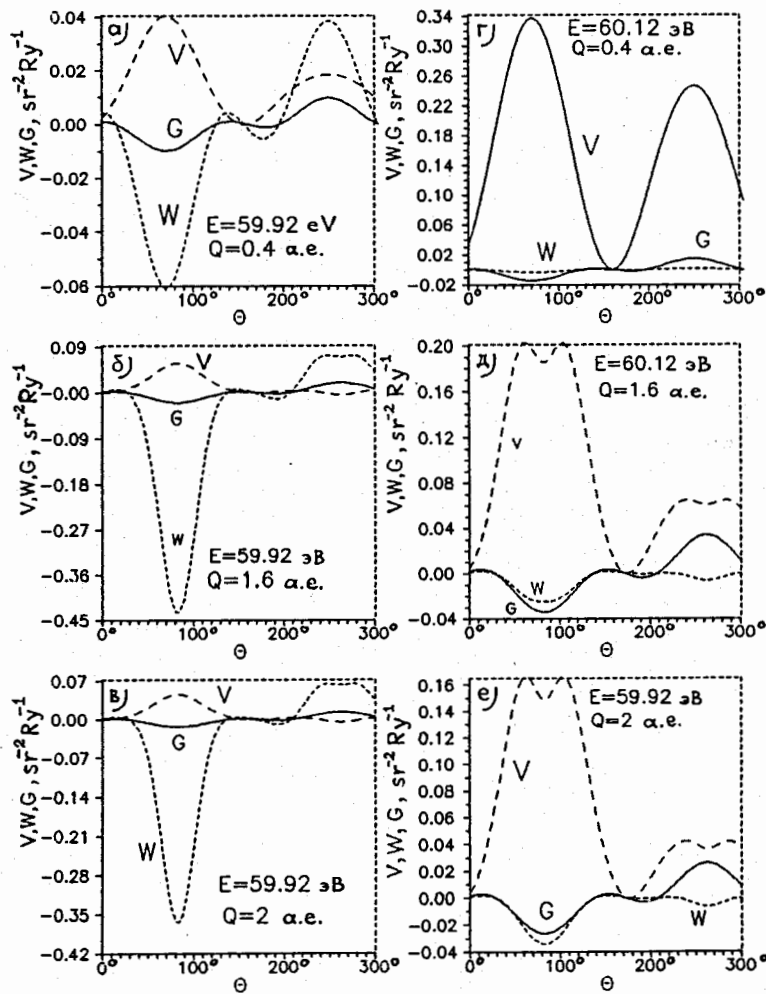 а)
V,W,G, sr⁻²Ry⁻¹
0.04
0.02
0.00
−0.02
−0.04
−0.06
V
G
W
E=59.92 eV
Q=0.4 а.е.
0° 100° 200° 300°
Θ
г)
V,W,G, sr⁻²Ry⁻¹
0.34
0.30
0.26
0.22
0.18
0.14
0.10
0.06
0.02
−0.02
E=60.12 эВ
Q=0.4 а.е.
V
W
G
0° 100° 200° 300°
Θ
б)
V,W,G, sr⁻²Ry⁻¹
0.09
0.00
−0.09
−0.18
−0.27
−0.36
−0.45
V
G
W
E=59.92 эВ
Q=1.6 а.е.
0° 100° 200° 300°
Θ
д)
V,W,G, sr⁻²Ry⁻¹
0.20
0.16
0.12
0.08
0.04
0.00
−0.04
E=60.12 эВ
Q=1.6 а.е.
V
W
G
0° 100° 200° 300°
Θ
в)
V,W,G, sr⁻²Ry⁻¹
0.07
0.00
−0.07
−0.14
−0.21
−0.28
−0.35
−0.42
V
G
W
E=59.92 эВ
Q=2 а.е.
0° 100° 200° 300°
Θ
е)
V,W,G, sr⁻²Ry⁻¹
0.16
0.14
0.12
0.10
0.08
0.06
0.04
0.02
0.00
−0.02
−0.04
E=59.92 эВ
Q=2 а.е.
V
G
W
0° 100° 200° 300°
Θ